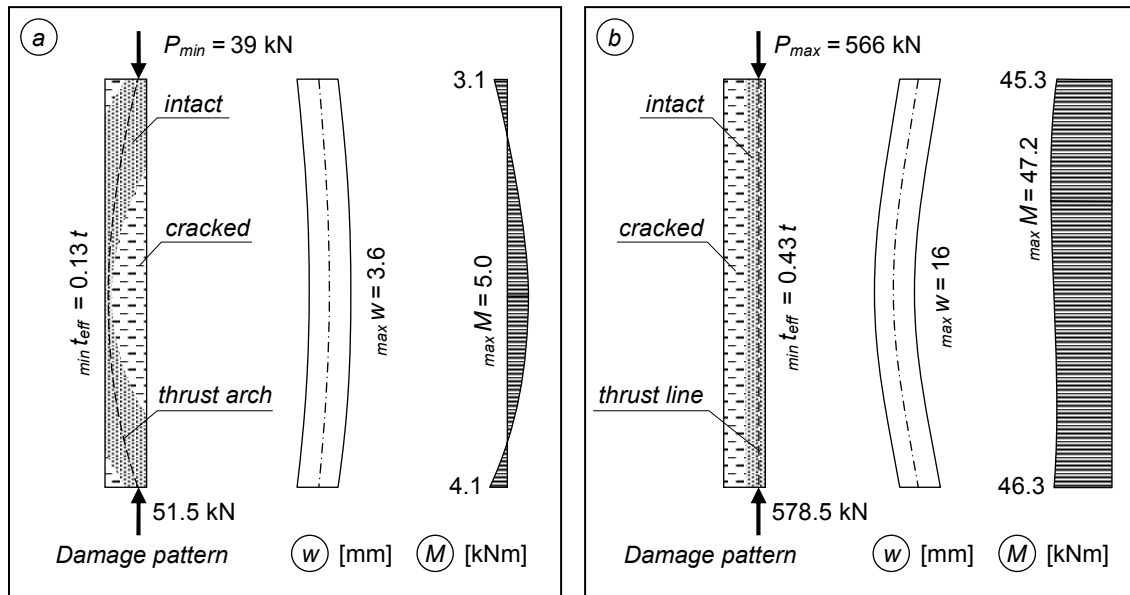 a
P_min = 39 kN
3.1
intact
cracked
min t_eff = 0.13 t
max w = 3.6
max M = 5.0
thrust arch
4.1
51.5 kN
Damage pattern
w [mm]
M [kNm]
b
P_max = 566 kN
45.3
intact
max M = 47.2
cracked
min t_eff = 0.43 t
max w = 16
thrust line
46.3
578.5 kN
Damage pattern
w [mm]
M [kNm]